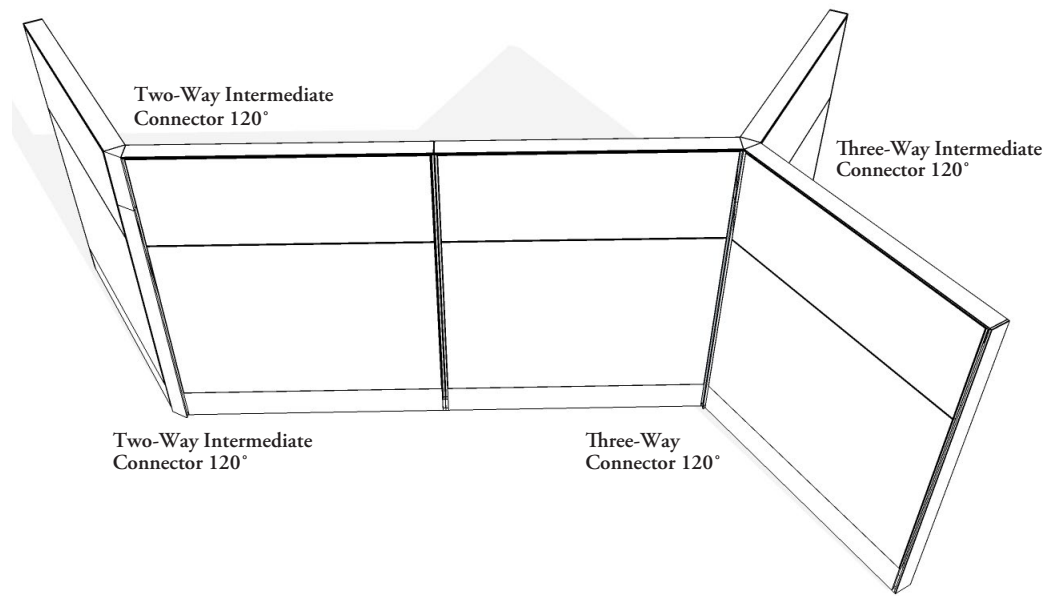 Two-Way Intermediate
Connector 120°
Three-Way Intermediate
Connector 120°
Two-Way Intermediate
Connector 120°
Three-Way
Connector 120°